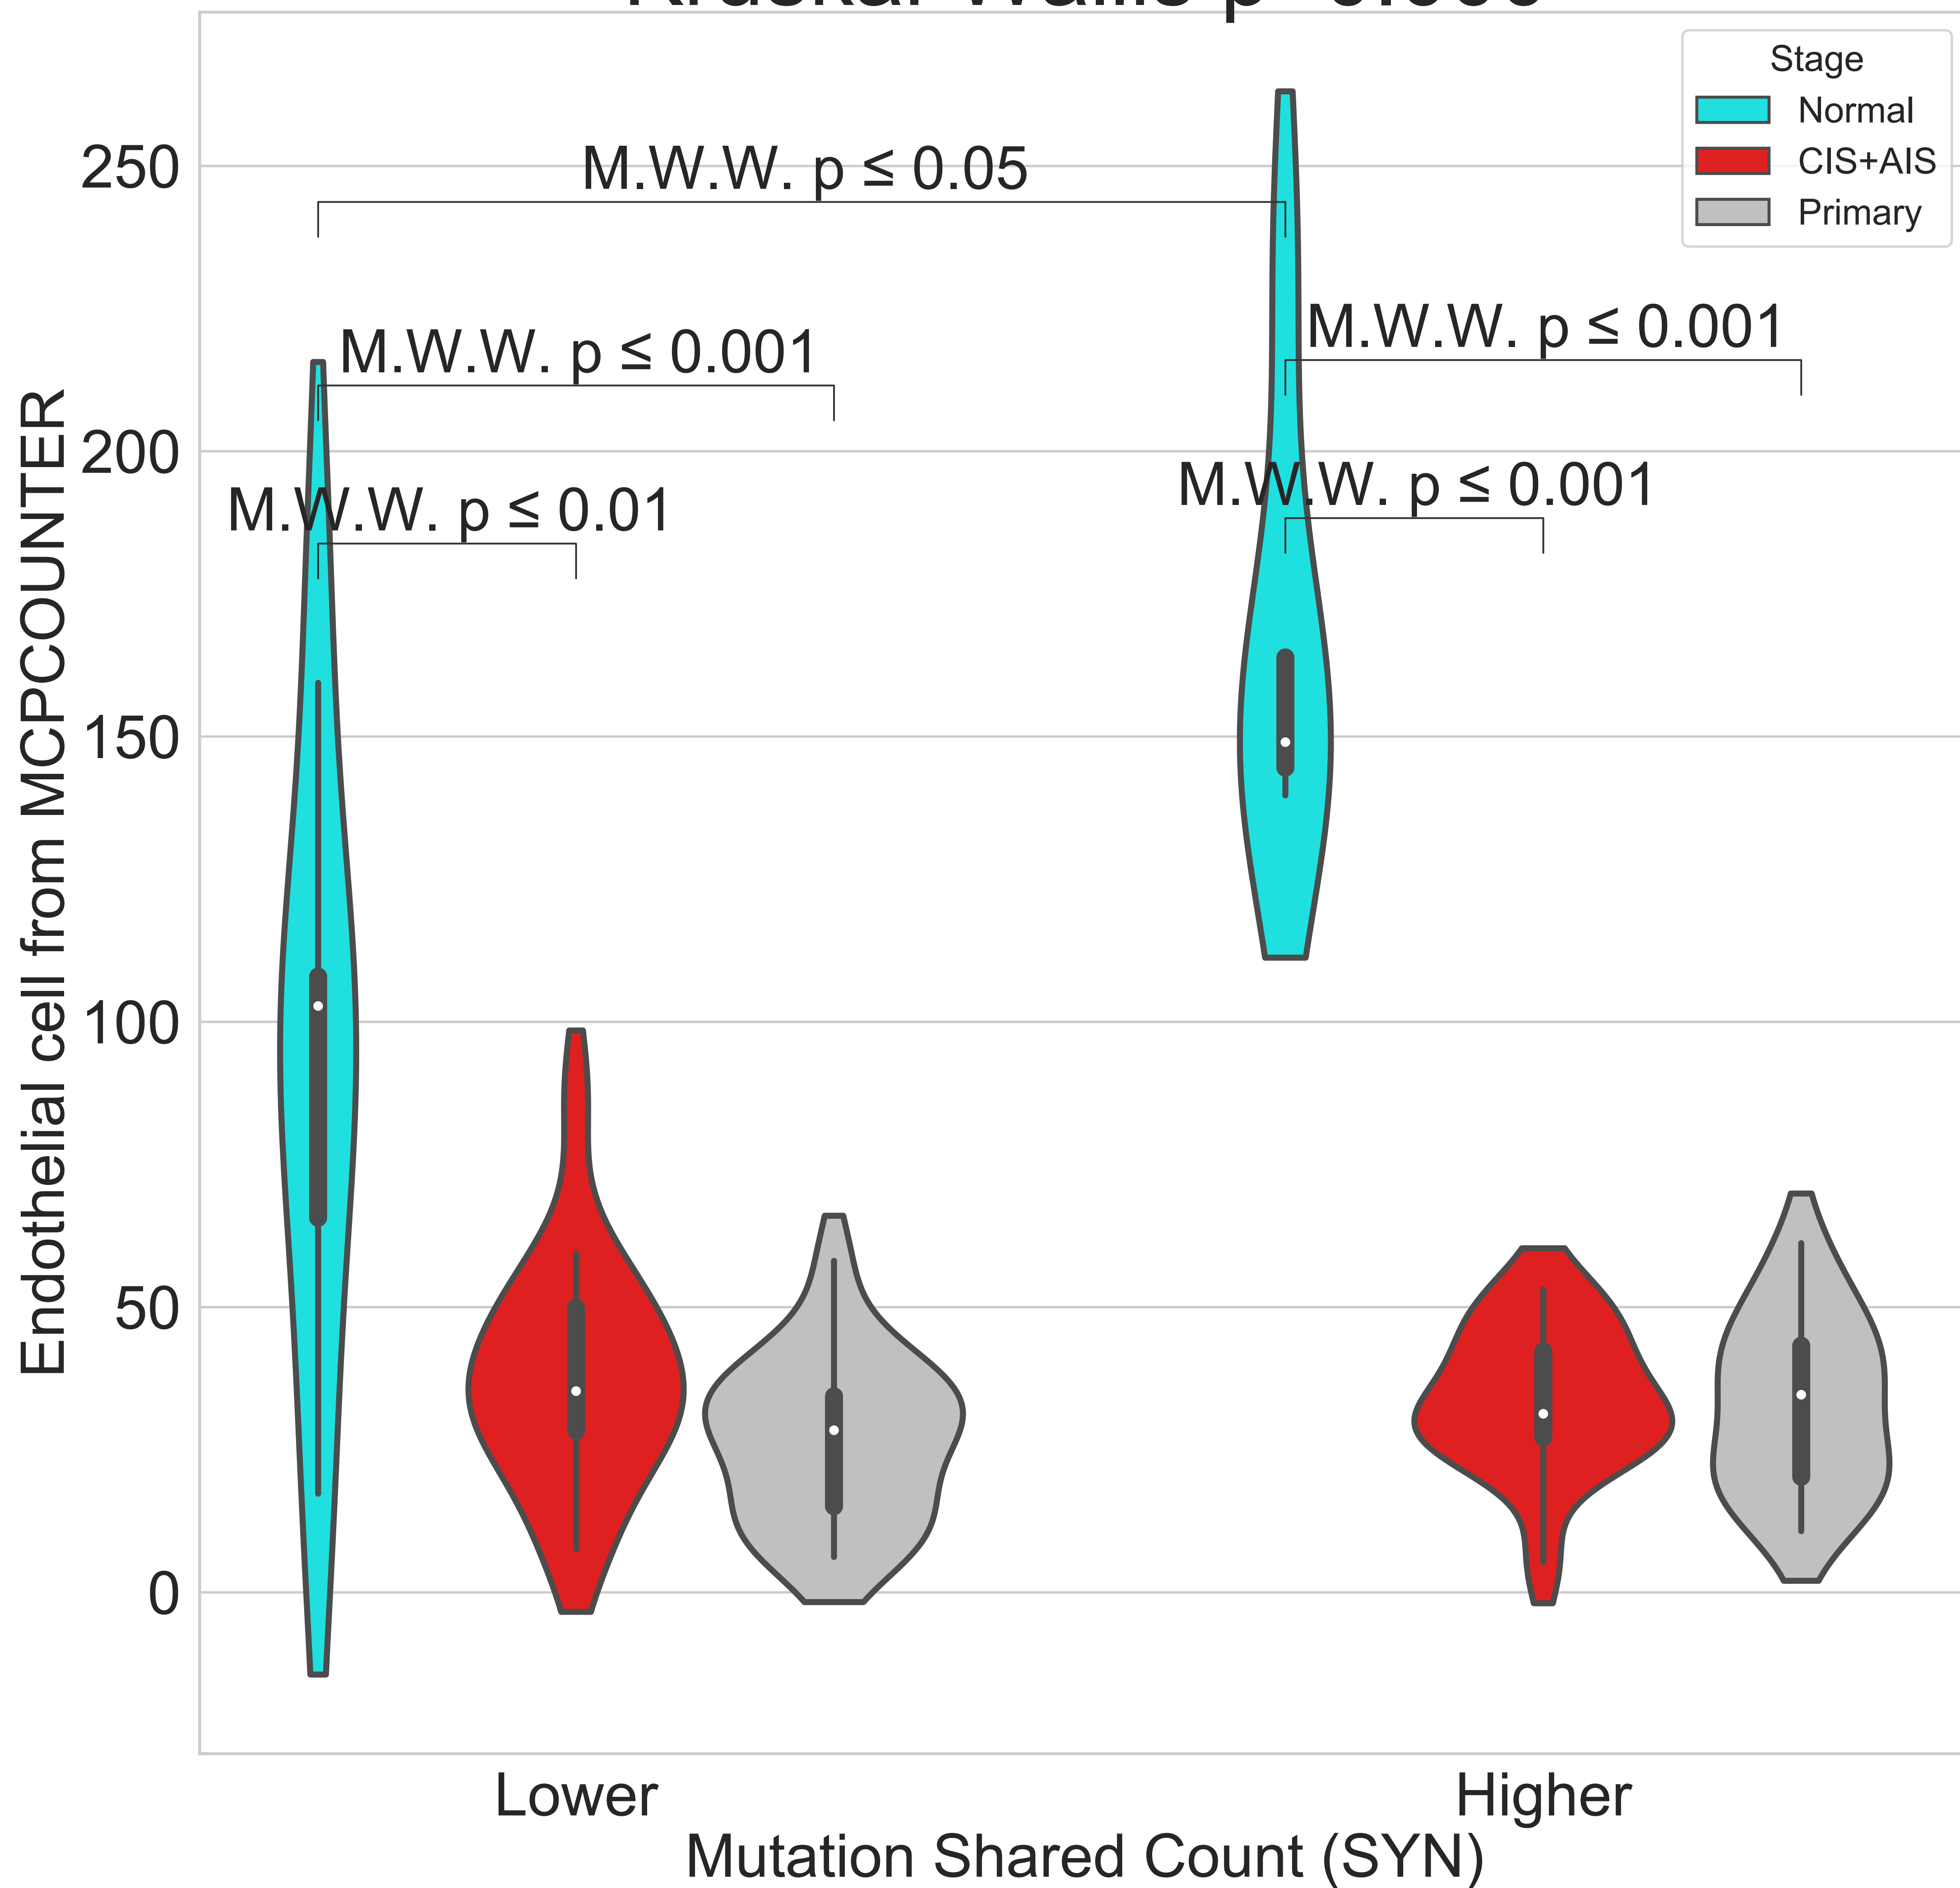 Stage
Normal
CIS+AIS
Primary
M.W.W. p ≤ 0.05
M.W.W. p ≤ 0.001
M.W.W. p ≤ 0.001
M.W.W. p ≤ 0.001
M.W.W. p ≤ 0.01
Endothelial cell from MCPCOUNTER
250
200
150
100
50
0
Lower
Higher
Mutation Shared Count (SYN)